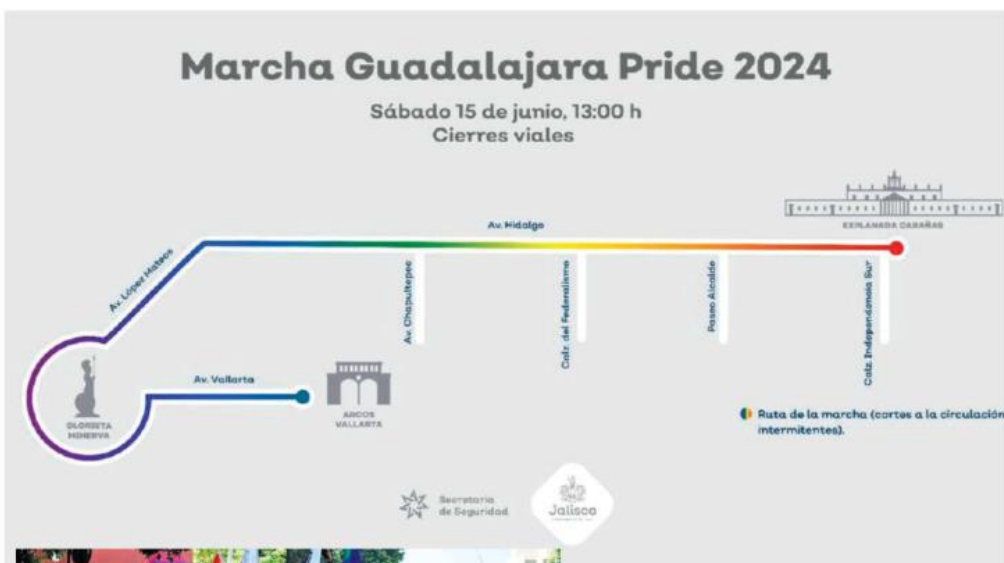 Marcha Guadalajara Pride 2024
Sábado 15 de junio, 13:00 h
Cierres viales
EXPLANADA CABAÑAS
Av. Hidalgo
Av. López Mateos
Av. Chapultepec
Calz. del Federalismo
Paseo Alcalde
Calz. Independencia Sur
Av. Vallarta
GLORIETA
MINERVA
ARCOS
VALLARTA
Ruta de la marcha (cortes a la circulación
intermitentes).
Secretaría
de Seguridad
Jalisco